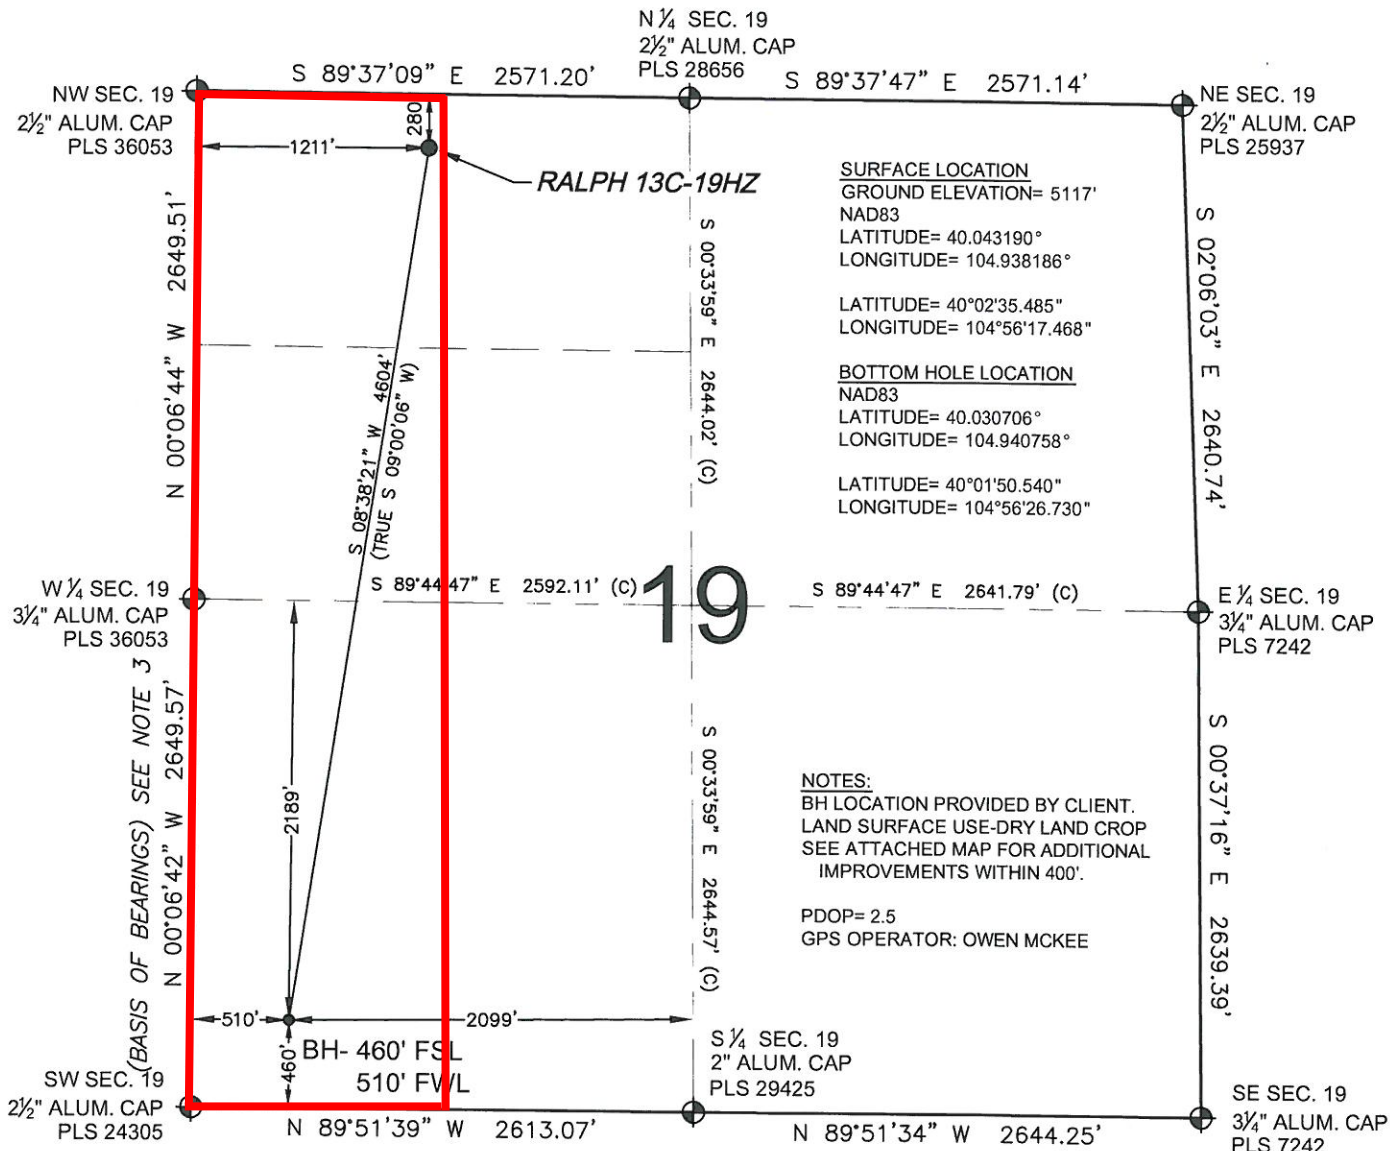 N ¼ SEC. 19
2½" ALUM. CAP
PLS 28656
S 89°37'09" E 2571.20'
S 89°37'47" E 2571.14'
NW SEC. 19
2½" ALUM. CAP
PLS 36053
NE SEC. 19
2½" ALUM. CAP
PLS 25937
280
1211'
RALPH 13C-19HZ
SURFACE LOCATION
GROUND ELEVATION= 5117'
NAD83
LATITUDE= 40.043190°
LONGITUDE= 104.938186°
LATITUDE= 40°02'35.485"
LONGITUDE= 104°56'17.468"
BOTTOM HOLE LOCATION
NAD83
LATITUDE= 40.030706°
LONGITUDE= 104.940758°
LATITUDE= 40°01'50.540"
LONGITUDE= 104°56'26.730"
N 00°06'44" W 2649.51'
S 00°33'59" E 2644.02' (C)
S 02°06'03" E 2640.74'
S 08°38'21" W 4604'
(TRUE S 09°00'06" W)
W ¼ SEC. 19
3¼" ALUM. CAP
PLS 36053
S 89°44'47" E 2592.11' (C)
19
S 89°44'47" E 2641.79' (C)
E ¼ SEC. 19
3¼" ALUM. CAP
PLS 7242
(BASIS OF BEARINGS) SEE NOTE 3
N 00°06'42" W 2649.57'
2189'
S 00°33'59" E 2644.57' (C)
S 00°37'16" E 2639.39'
NOTES:
BH LOCATION PROVIDED BY CLIENT.
LAND SURFACE USE-DRY LAND CROP
SEE ATTACHED MAP FOR ADDITIONAL
IMPROVEMENTS WITHIN 400'.
PDOP= 2.5
GPS OPERATOR: OWEN MCKEE
510'
2099'
460'
BH- 460' FSL
510' FWL
S ¼ SEC. 19
2" ALUM. CAP
PLS 29425
SW SEC. 19
2½" ALUM. CAP
PLS 24305
N 89°51'39" W 2613.07'
N 89°51'34" W 2644.25'
SE SEC. 19
3¼" ALUM. CAP
PLS 7242